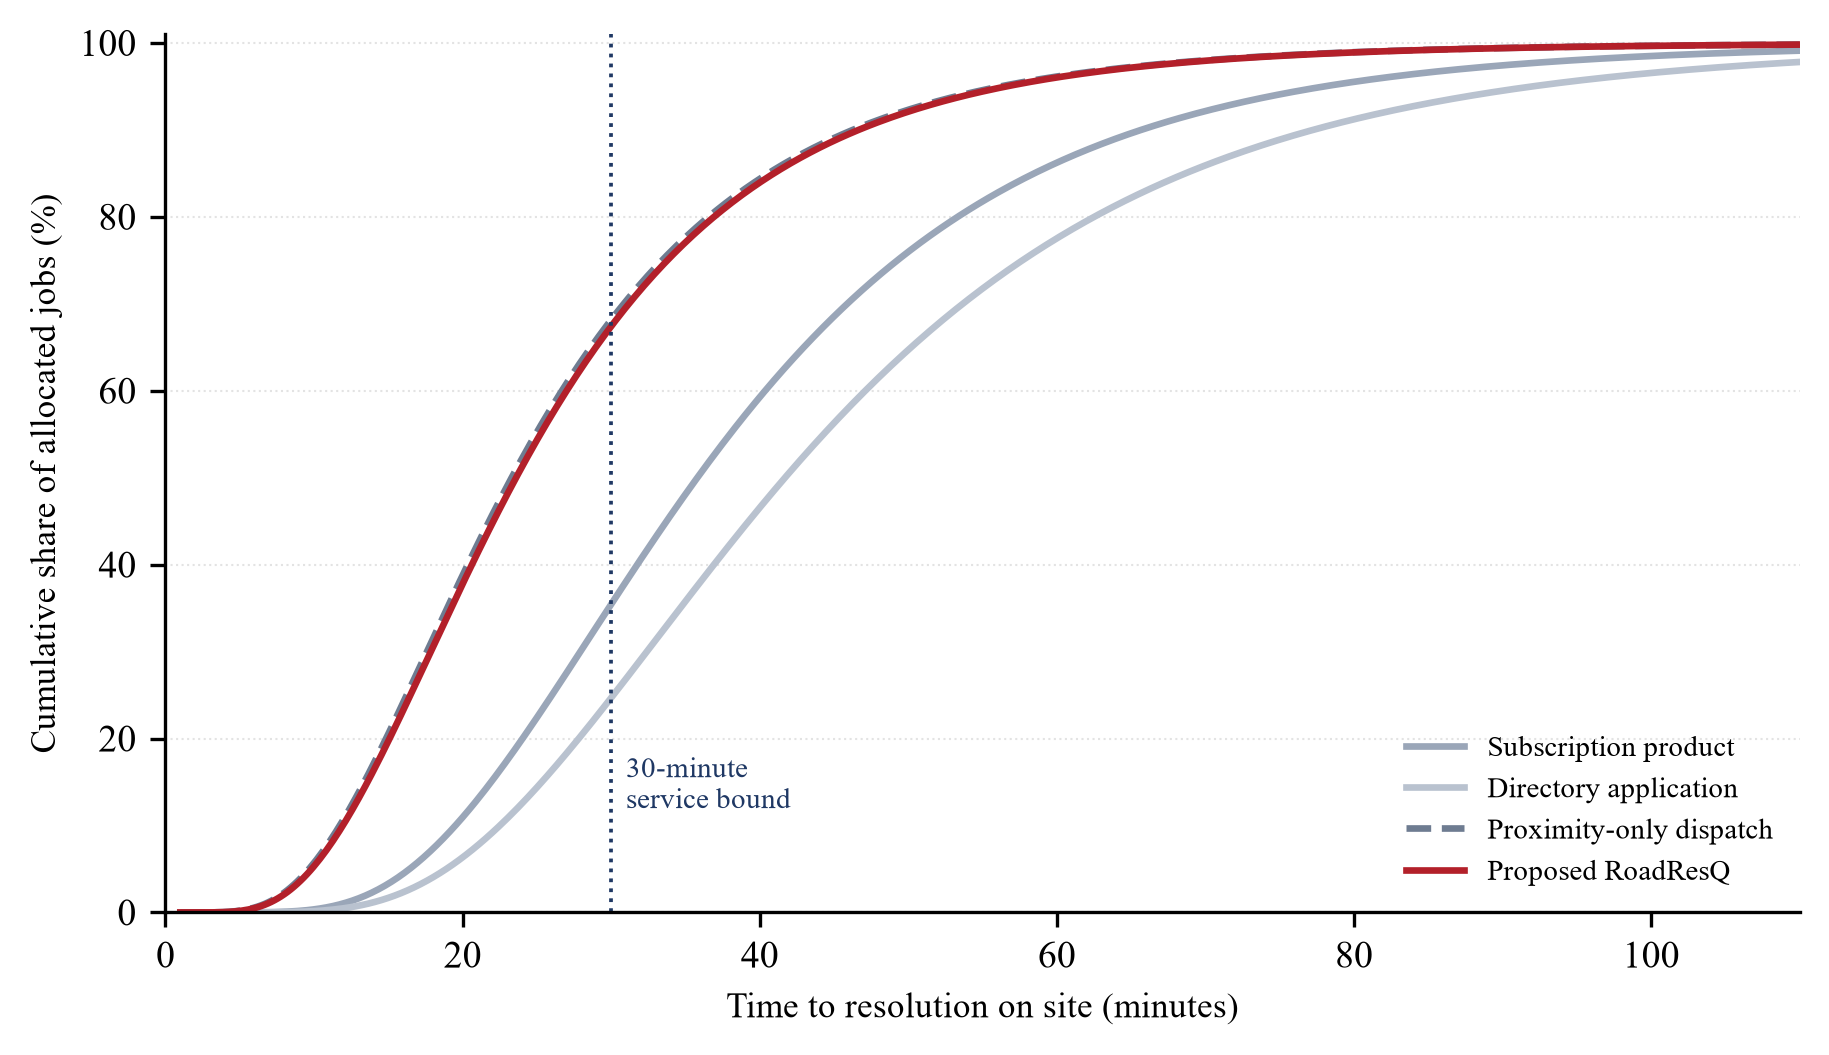 100
80
60
40
20
0
Cumulative share of allocated jobs (%)
30-minute
service bound
Subscription product
Directory application
Proximity-only dispatch
Proposed RoadResQ
0 20 40 60 80 100
Time to resolution on site (minutes)